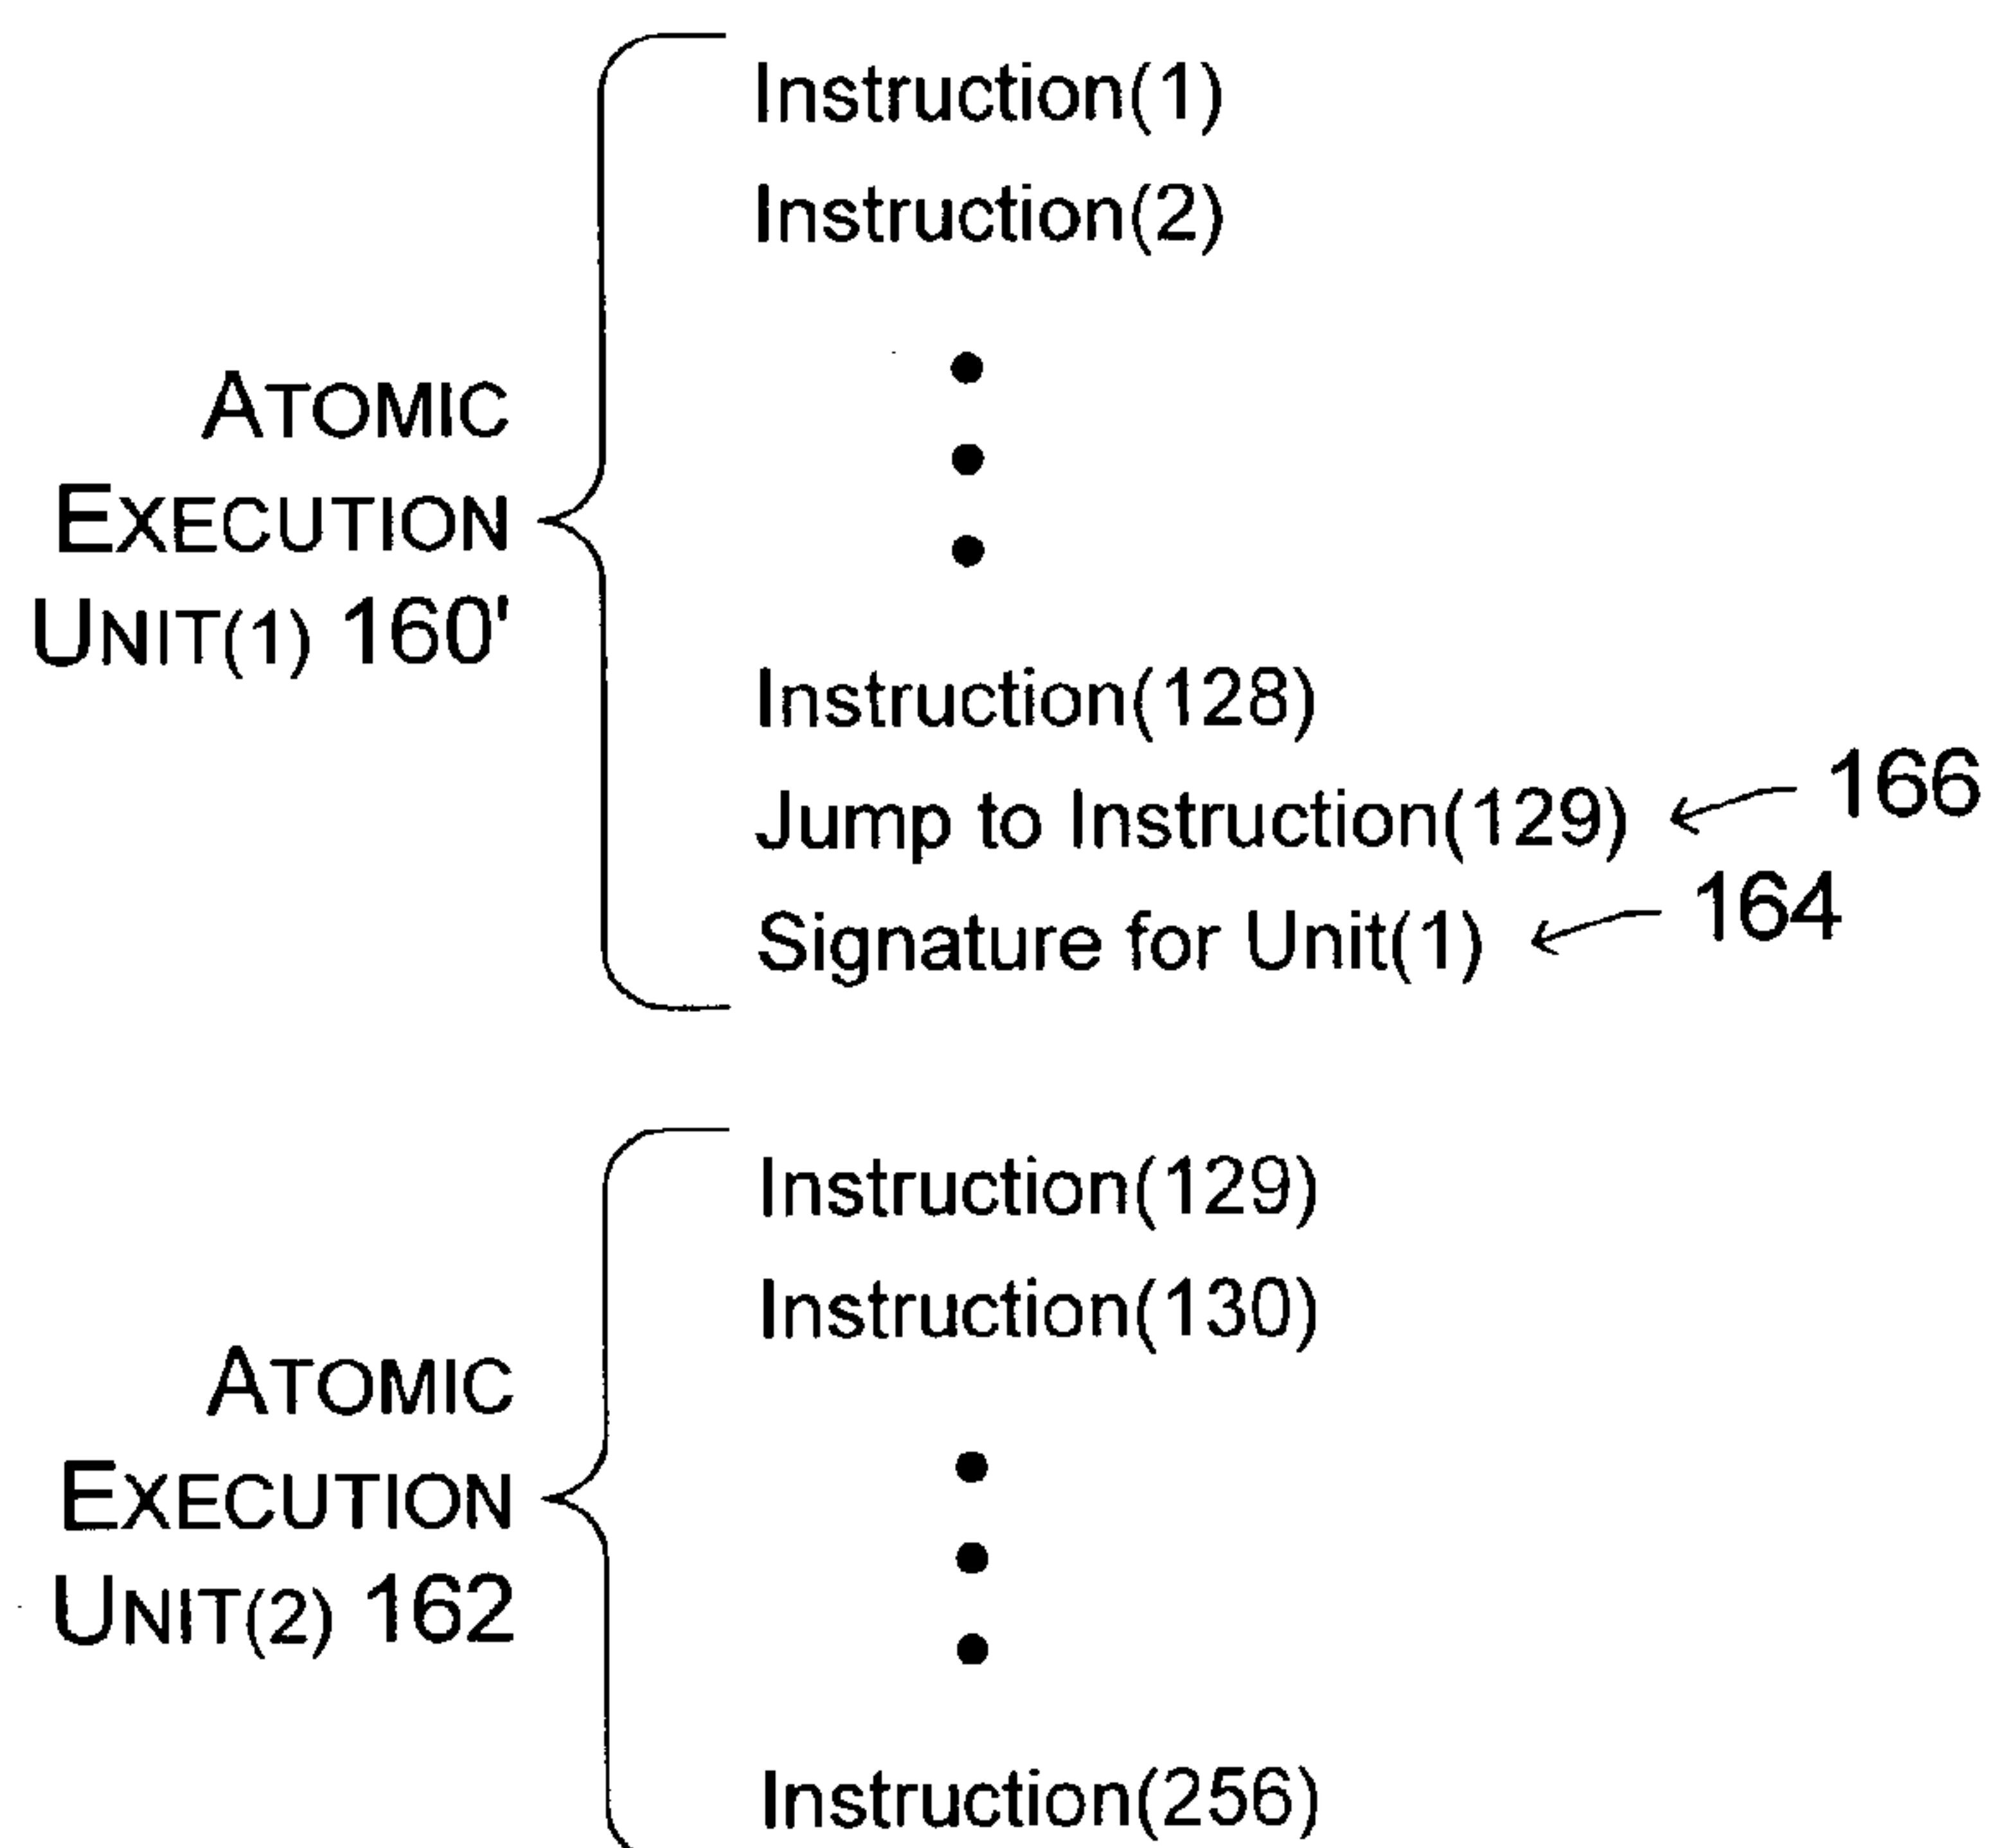 Instruction(1)
Instruction(2)
ATOMIC
EXECUTION
UNIT(1) 160'
Instruction(128)
Jump to Instruction(129) 166
Signature for Unit(1) 164
Instruction(129)
Instruction(130)
ATOMIC
EXECUTION
UNIT(2) 162
Instruction(256)